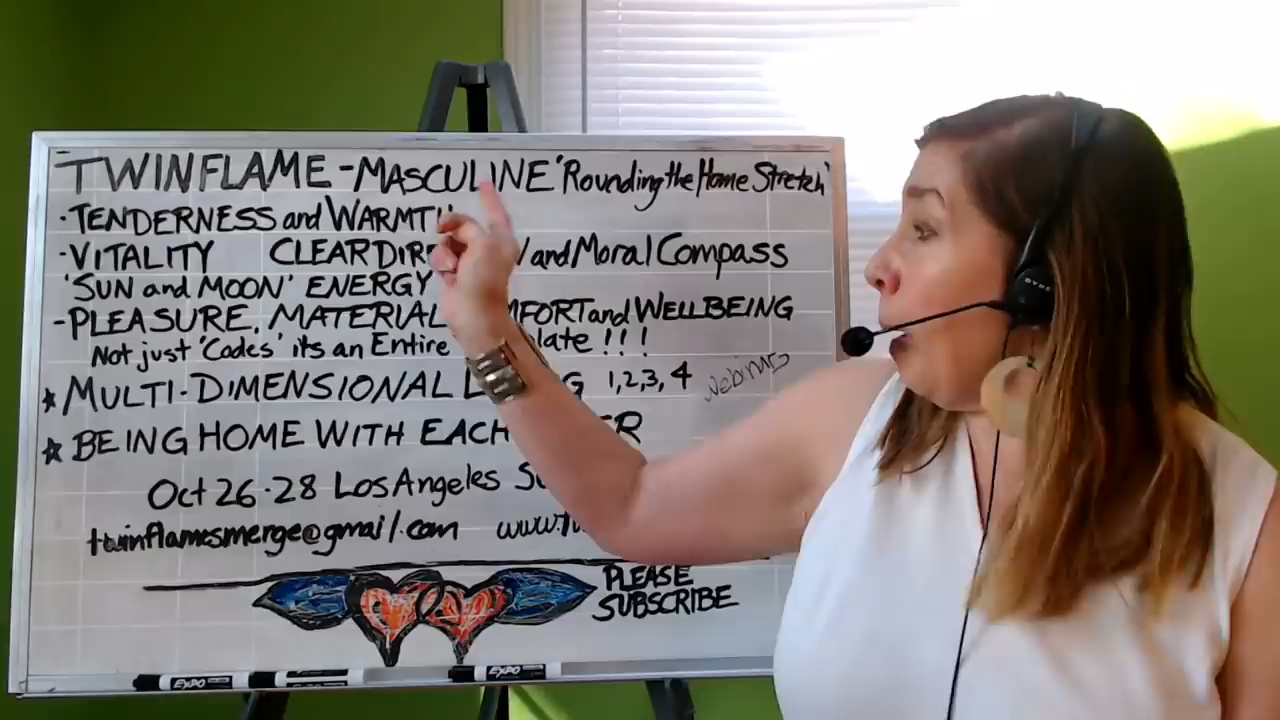 TWINFLAME - MASCULINE 'Rounding the Home Stretch'
· TENDERNESS and WARMTH
· VITALITY CLEAR and Moral Compass
'SUN and MOON' ENERGY
- PLEASURE, MATERIAL and WELLBEING
Not just 'Codes' its an Entire !!!
★ MULTI-DIMENSIONAL 1,2,3,4 Webinars
★ BEING HOME WITH EACH
Oct 26-28 Los Angeles
twinflamesmerge@gmail.com
PLEASE
SUBSCRIBE
EXPO
EXPO
DYNE